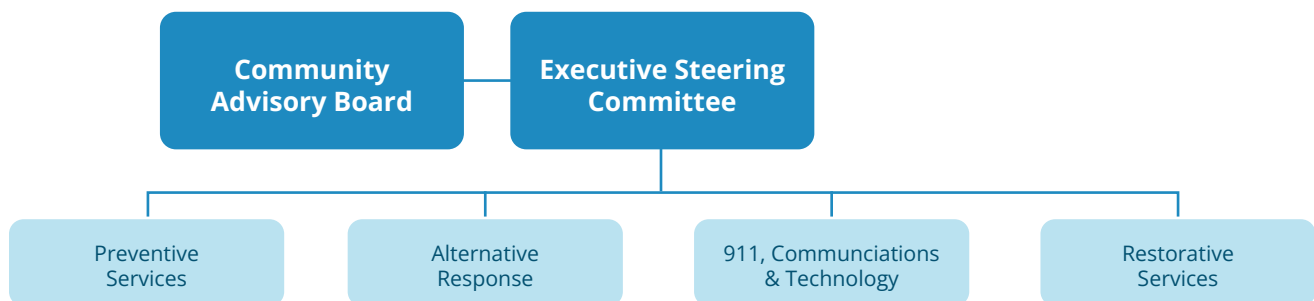 Community
Advisory Board
Executive Steering
Committee
Preventive
Services
Alternative
Response
911, Communciations
& Technology
Restorative
Services